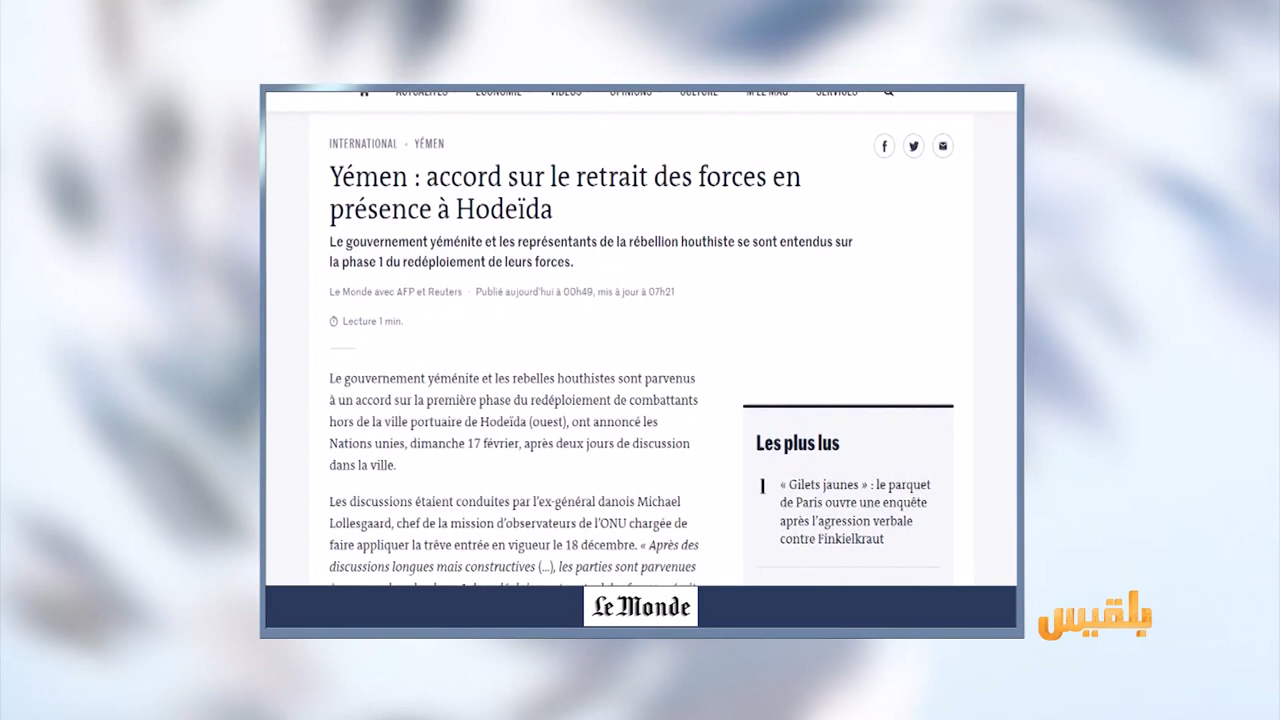 ACTUALITÉS ÉCONOMIE VIDÉOS OPINIONS CULTURE M LE MAG SERVICES
INTERNATIONAL • YÉMEN
Yémen : accord sur le retrait des forces en
présence à Hodeïda
Le gouvernement yéménite et les représentants de la rébellion houthiste se sont entendus sur
la phase 1 du redéploiement de leurs forces.
Le Monde avec AFP et Reuters · Publié aujourd'hui à 00h49, mis à jour à 07h21
Lecture 1 min.
Le gouvernement yéménite et les rebelles houthistes sont parvenus
à un accord sur la première phase du redéploiement de combattants
hors de la ville portuaire de Hodeïda (ouest), ont annoncé les
Nations unies, dimanche 17 février, après deux jours de discussion
dans la ville.
Les discussions étaient conduites par l'ex-général danois Michael
Lollesgaard, chef de la mission d'observateurs de l'ONU chargée de
faire appliquer la trêve entrée en vigueur le 18 décembre. « Après des
discussions longues mais constructives (…), les parties sont parvenues
Les plus lus
1 « Gilets jaunes » : le parquet
de Paris ouvre une enquête
après l'agression verbale
contre Finkielkraut
Le Monde
بلقيس